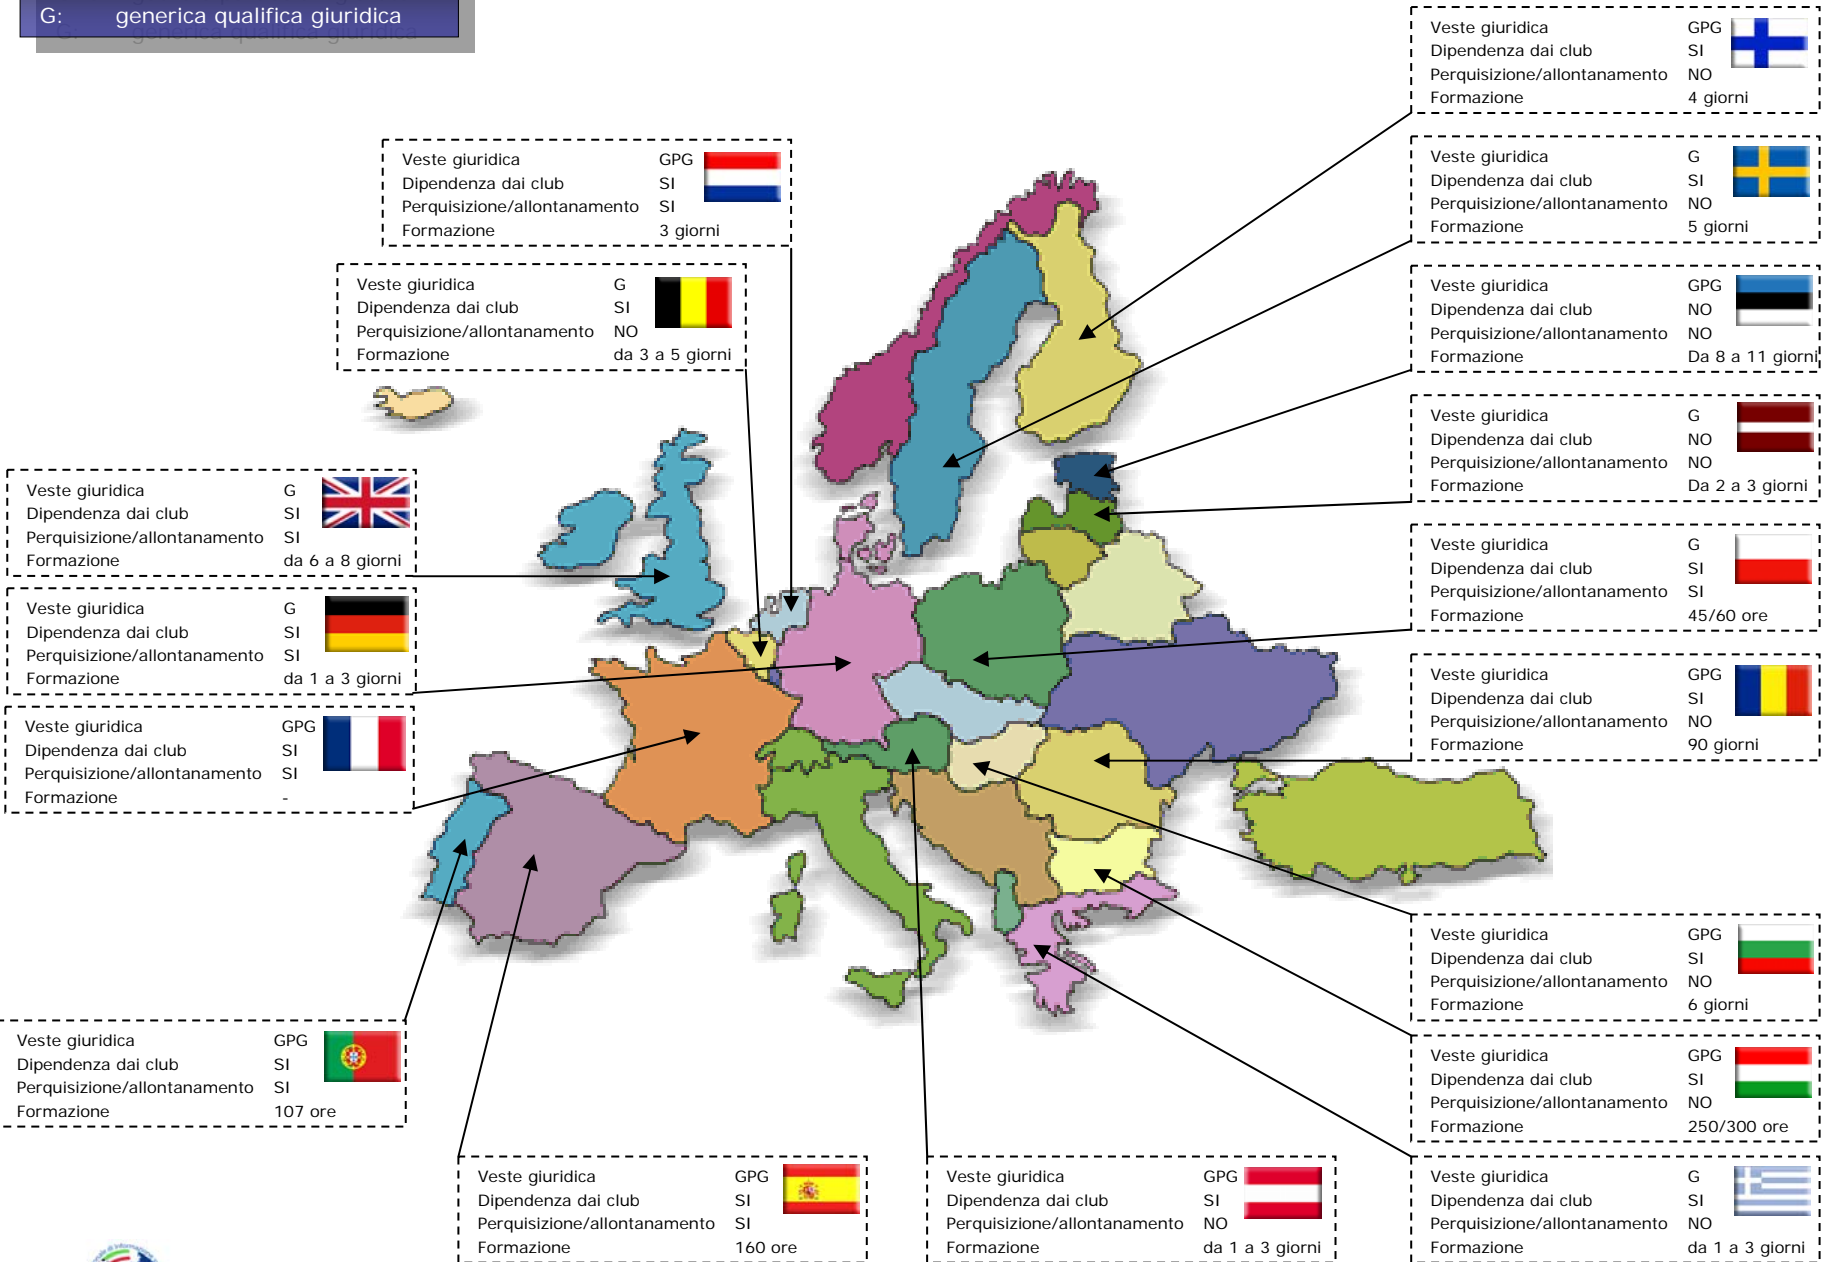 G: generica qualifica giuridica
Veste giuridica GPG
Dipendenza dai club SI
Perquisizione/allontanamento NO
Formazione 4 giorni
Veste giuridica GPG
Dipendenza dai club SI
Perquisizione/allontanamento SI
Formazione 3 giorni
Veste giuridica G
Dipendenza dai club SI
Perquisizione/allontanamento NO
Formazione 5 giorni
Veste giuridica G
Dipendenza dai club SI
Perquisizione/allontanamento NO
Formazione da 3 a 5 giorni
Veste giuridica GPG
Dipendenza dai club NO
Perquisizione/allontanamento NO
Formazione Da 8 a 11 giorni
Veste giuridica G
Dipendenza dai club NO
Perquisizione/allontanamento NO
Formazione Da 2 a 3 giorni
Veste giuridica G
Dipendenza dai club SI
Perquisizione/allontanamento SI
Formazione da 6 a 8 giorni
Veste giuridica G
Dipendenza dai club SI
Perquisizione/allontanamento SI
Formazione 45/60 ore
Veste giuridica G
Dipendenza dai club SI
Perquisizione/allontanamento SI
Formazione da 1 a 3 giorni
Veste giuridica GPG
Dipendenza dai club SI
Perquisizione/allontanamento NO
Formazione 90 giorni
Veste giuridica GPG
Dipendenza dai club SI
Perquisizione/allontanamento SI
Formazione -
Veste giuridica GPG
Dipendenza dai club SI
Perquisizione/allontanamento NO
Formazione 6 giorni
Veste giuridica GPG
Dipendenza dai club SI
Perquisizione/allontanamento SI
Formazione 107 ore
Veste giuridica GPG
Dipendenza dai club SI
Perquisizione/allontanamento NO
Formazione 250/300 ore
Veste giuridica GPG
Dipendenza dai club SI
Perquisizione/allontanamento SI
Formazione 160 ore
Veste giuridica GPG
Dipendenza dai club SI
Perquisizione/allontanamento NO
Formazione da 1 a 3 giorni
Veste giuridica G
Dipendenza dai club SI
Perquisizione/allontanamento NO
Formazione da 1 a 3 giorni